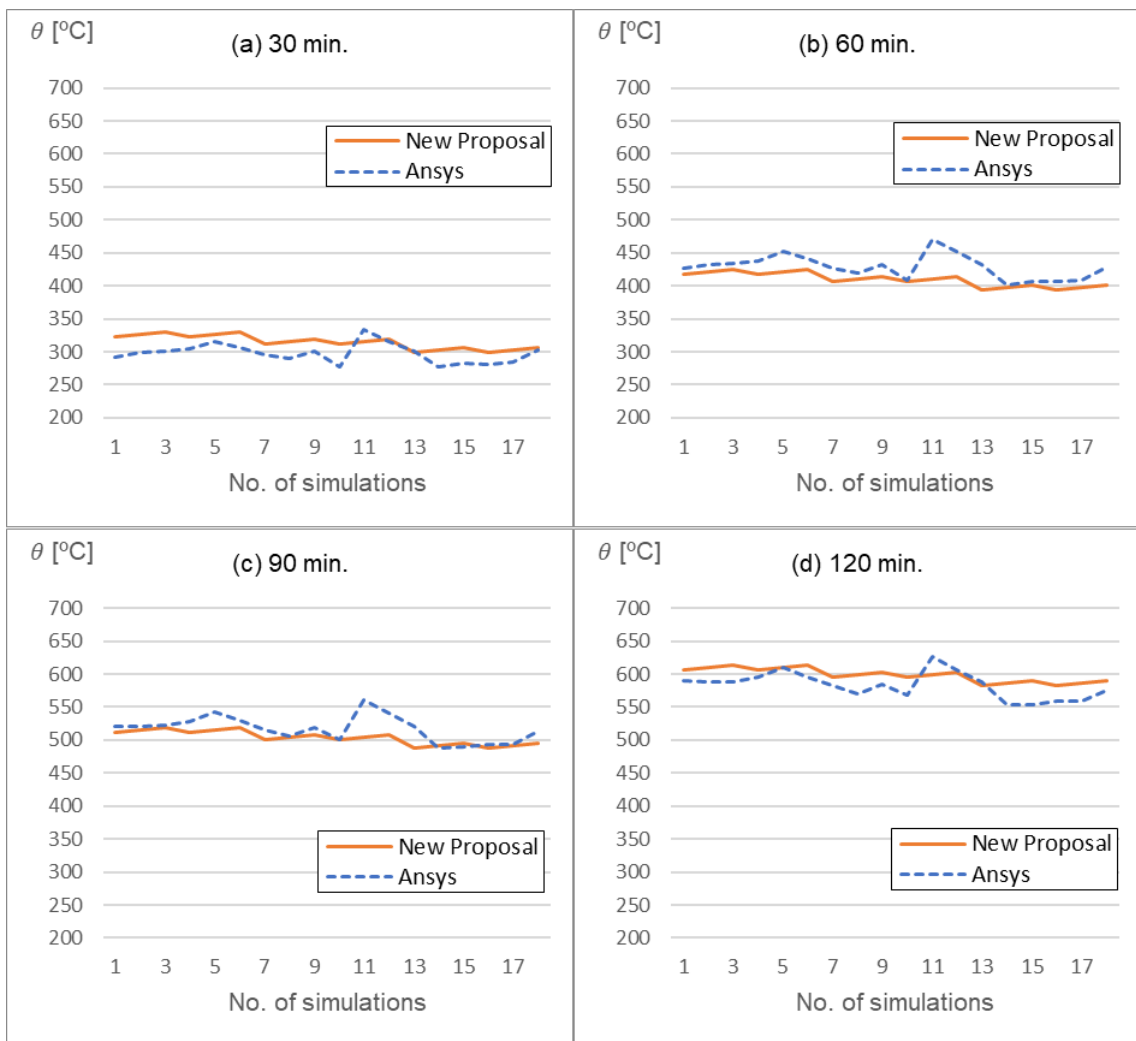 θ [ºC]
(a) 30 min.
700
650
600
550
500
450
400
350
300
250
200
New Proposal
Ansys
1 3 5 7 9 11 13 15 17
No. of simulations
θ [ºC]
(b) 60 min.
700
650
600
550
500
450
400
350
300
250
200
New Proposal
Ansys
1 3 5 7 9 11 13 15 17
No. of simulations
θ [ºC]
(c) 90 min.
700
650
600
550
500
450
400
350
300
250
200
New Proposal
Ansys
1 3 5 7 9 11 13 15 17
No. of simulations
θ [ºC]
(d) 120 min.
700
650
600
550
500
450
400
350
300
250
200
New Proposal
Ansys
1 3 5 7 9 11 13 15 17
No. of simulations